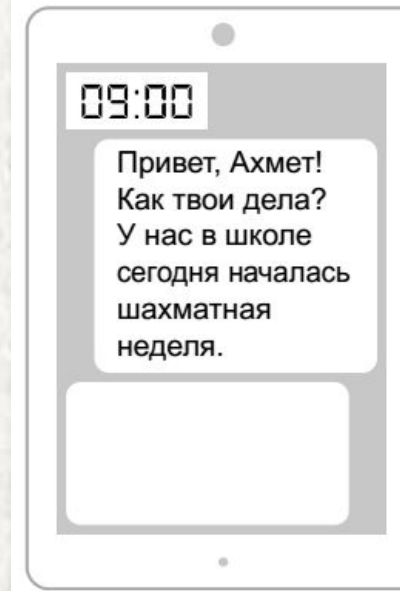 09:00
Привет, Ахмет!
Как твои дела?
У нас в школе
сегодня началась
шахматная
неделя.